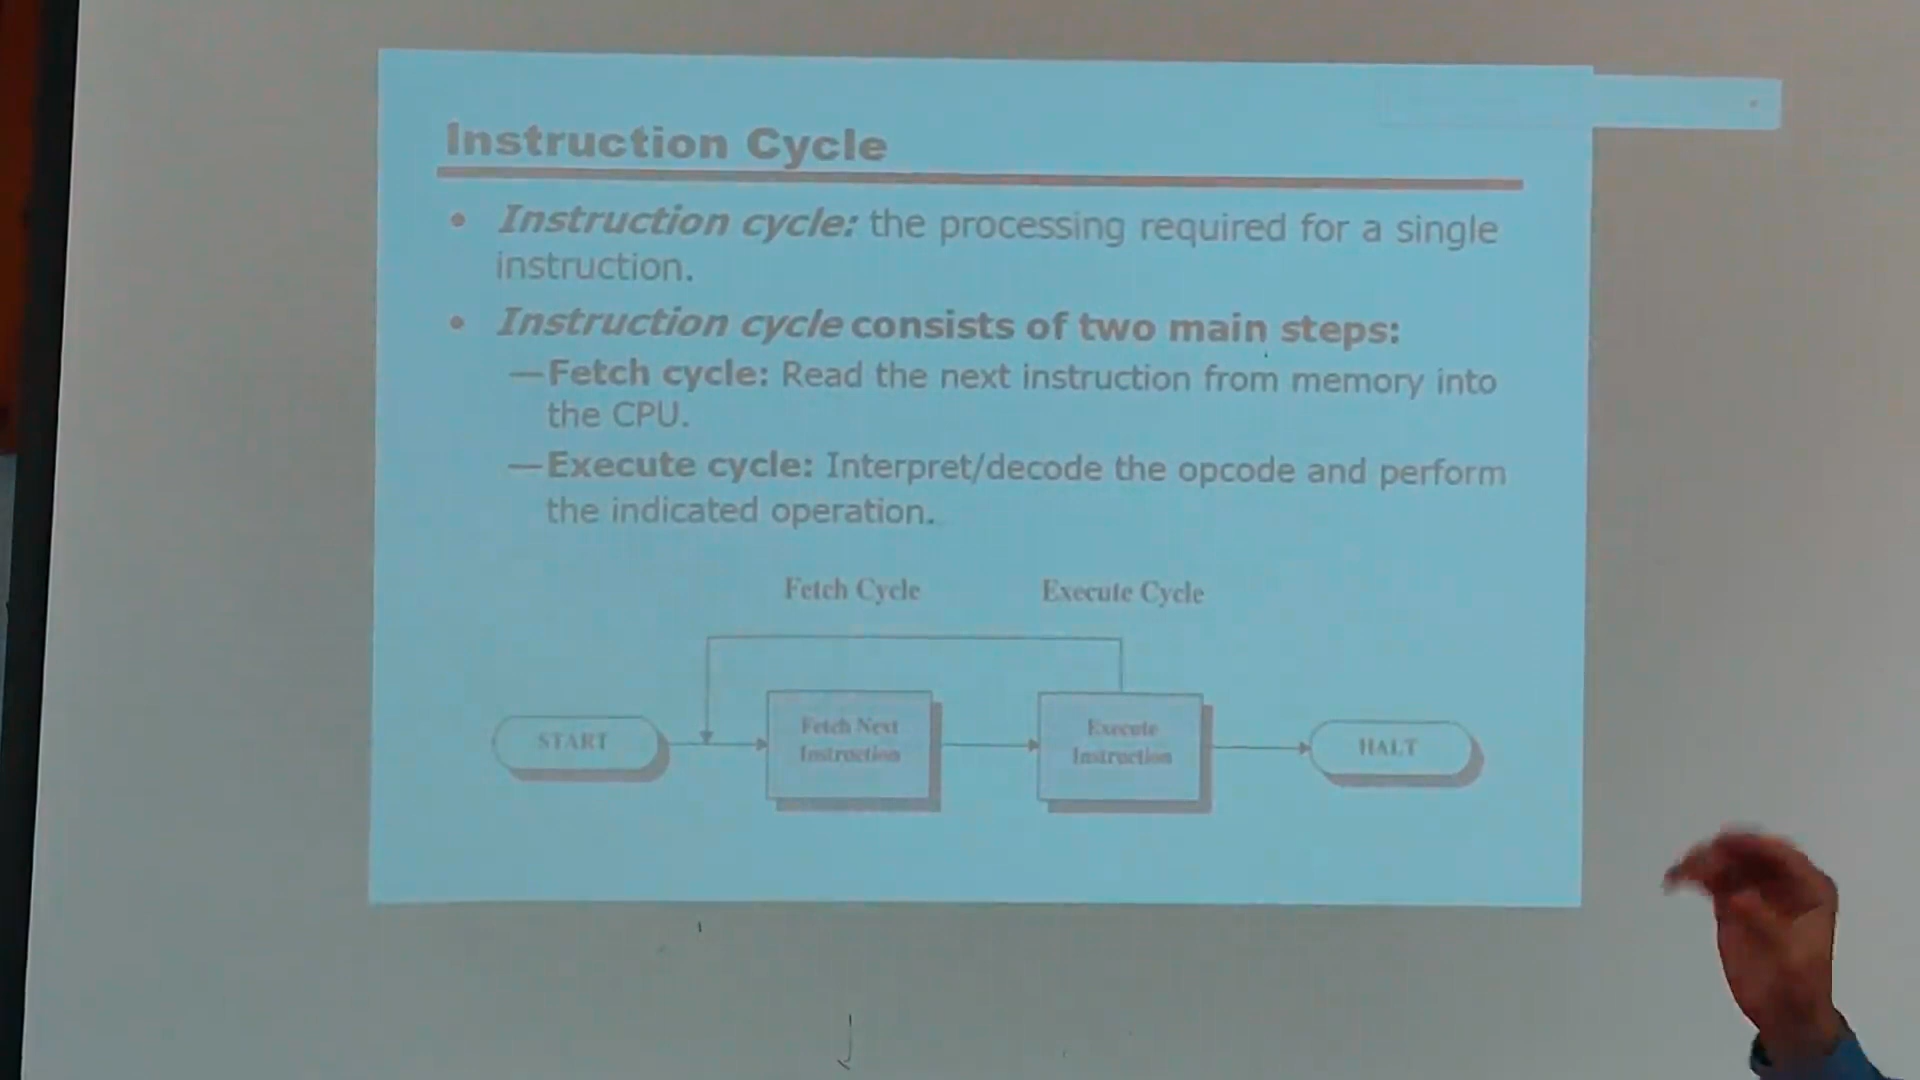 Instruction Cycle
• Instruction cycle: the processing required for a single
instruction.
• Instruction cycle consists of two main steps:
—Fetch cycle: Read the next instruction from memory into
the CPU.
—Execute cycle: Interpret/decode the opcode and perform
the indicated operation.
Fetch Cycle Execute Cycle
START
Fetch Next
Instruction
Execute
Instruction
HALT